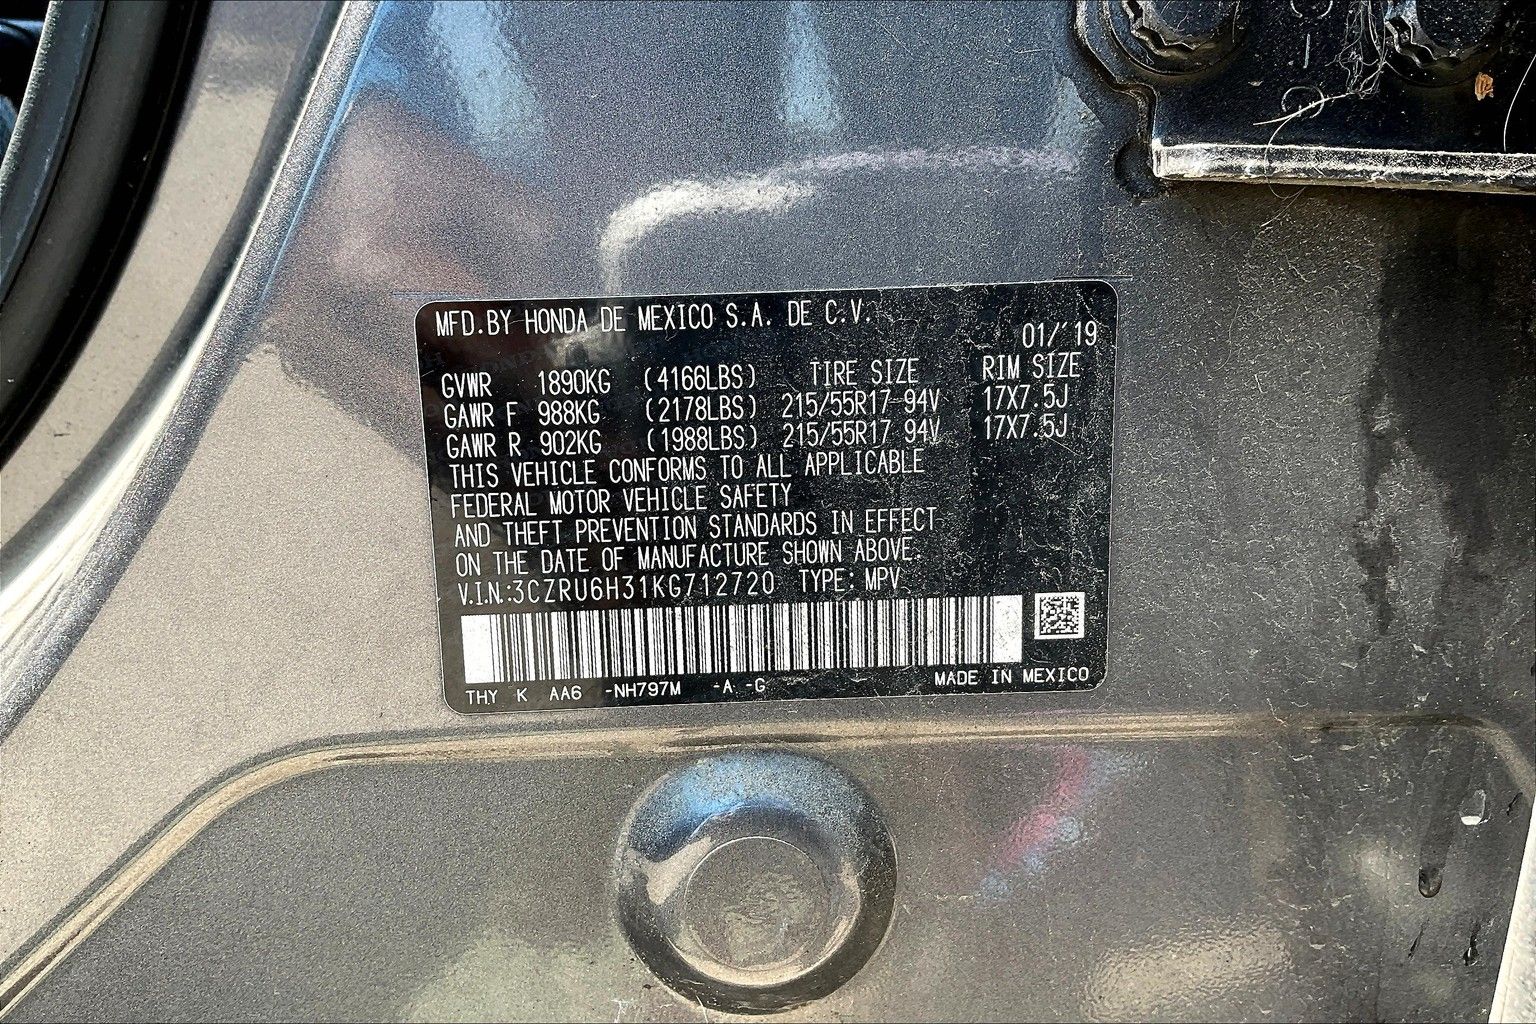 MFD.BY HONDA DE MEXICO S.A. DE C.V.
01/'19
GVWR 1890KG (4166LBS) TIRE SIZE RIM SIZE
GAWR F 988KG (2178LBS) 215/55R17 94V 17X7.5J
GAWR R 902KG (1988LBS) 215/55R17 94V 17X7.5J
THIS VEHICLE CONFORMS TO ALL APPLICABLE
FEDERAL MOTOR VEHICLE SAFETY
AND THEFT PREVENTION STANDARDS IN EFFECT
ON THE DATE OF MANUFACTURE SHOWN ABOVE.
V.I.N.:3CZRU6H31KG712720 TYPE: MPV
THY K AA6 -NH797M -A -G MADE IN MEXICO